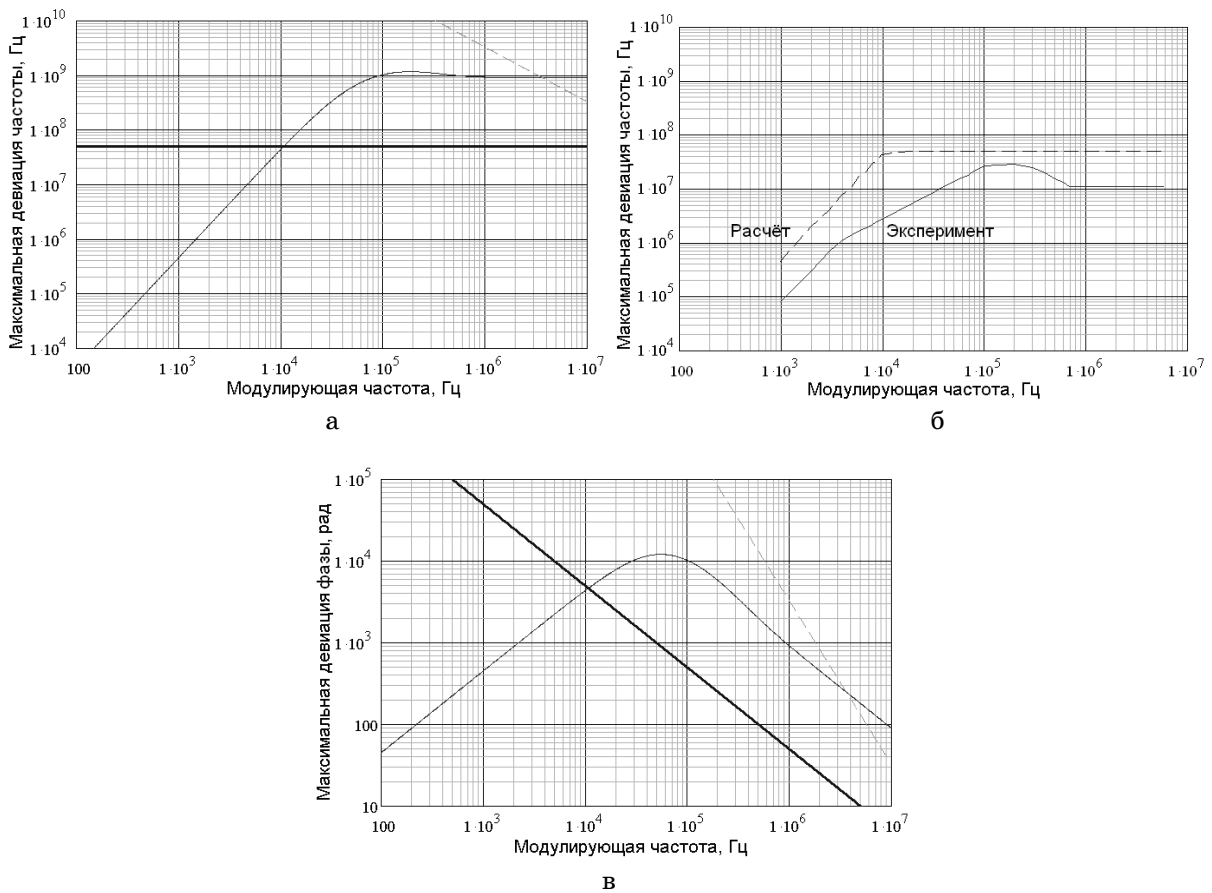 Максимальная девиация частоты, Гц
1·10^10
1·10^9
1·10^8
1·10^7
1·10^6
1·10^5
1·10^4
100 1·10^3 1·10^4 1·10^5 1·10^6 1·10^7
Модулирующая частота, Гц
а
Максимальная девиация частоты, Гц
1·10^10
1·10^9
1·10^8
1·10^7
1·10^6
1·10^5
1·10^4
Расчёт
Эксперимент
100 1·10^3 1·10^4 1·10^5 1·10^6 1·10^7
Модулирующая частота, Гц
б
Максимальная девиация фазы, рад
1·10^5
1·10^4
1·10^3
100
10
100 1·10^3 1·10^4 1·10^5 1·10^6 1·10^7
Модулирующая частота, Гц
в